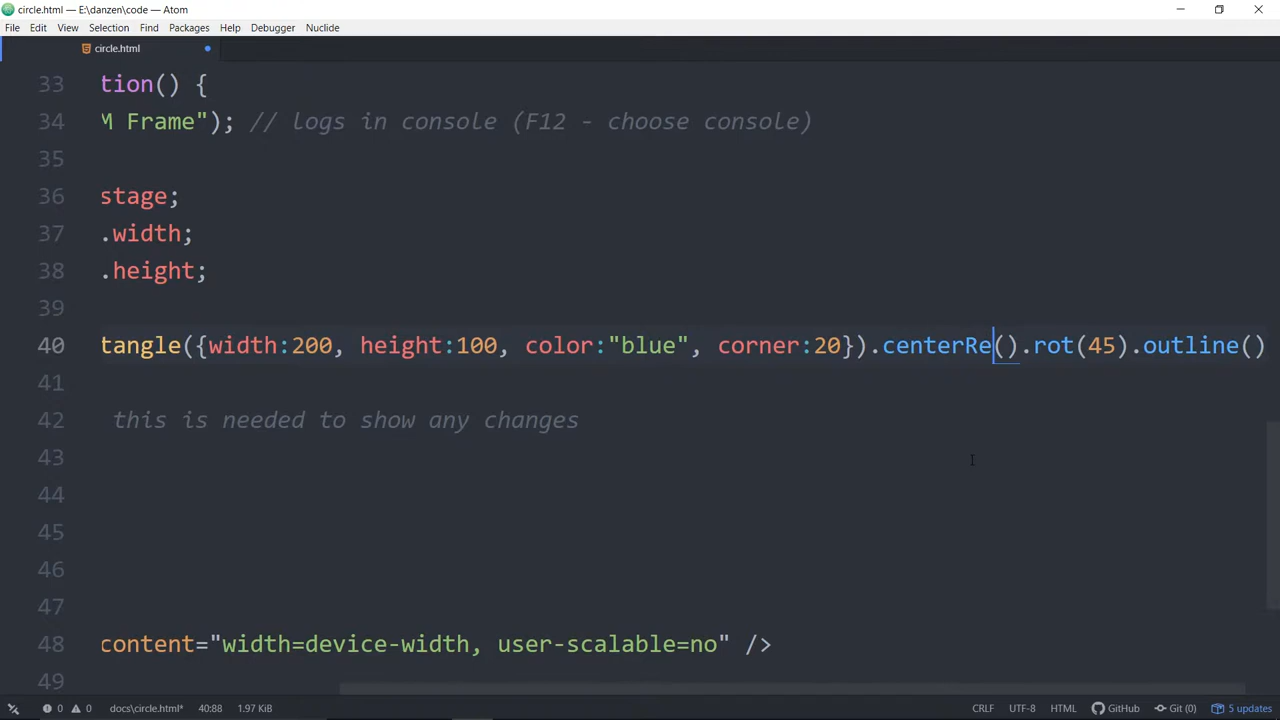 circle.html — E:\danzen\code — Atom
File Edit View Selection Find Packages Help Debugger Nuclide
circle.html
33 tion() {
34 M Frame"); // logs in console (F12 - choose console)
35
36 stage;
37 .width;
38 .height;
39
40 tangle({width:200, height:100, color:"blue", corner:20}).centerRe().rot(45).outline()
41
42 this is needed to show any changes
43
44
45
46
47
48 content="width=device-width, user-scalable=no" />
49
0 0 docs\circle.html* 40:88 1.97 KiB CRLF UTF-8 HTML GitHub Git (0) 5 updates